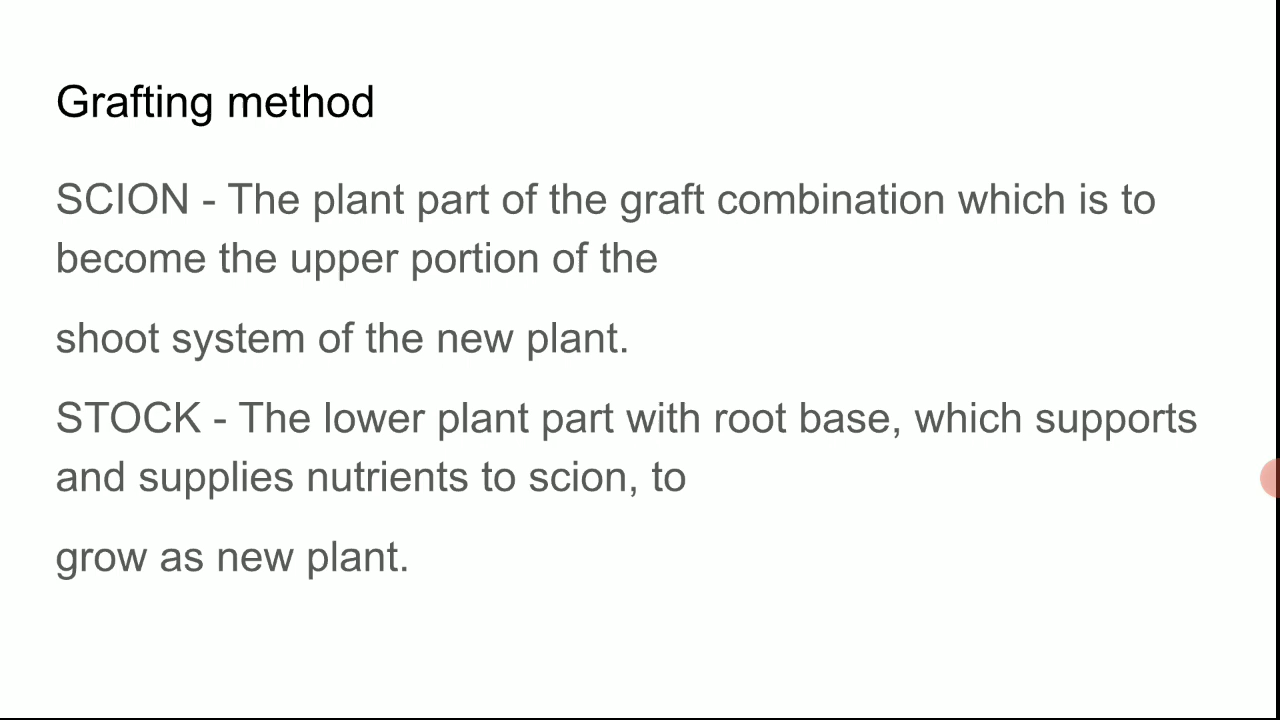 Grafting method
SCION - The plant part of the graft combination which is to
become the upper portion of the
shoot system of the new plant.
STOCK - The lower plant part with root base, which supports
and supplies nutrients to scion, to
grow as new plant.